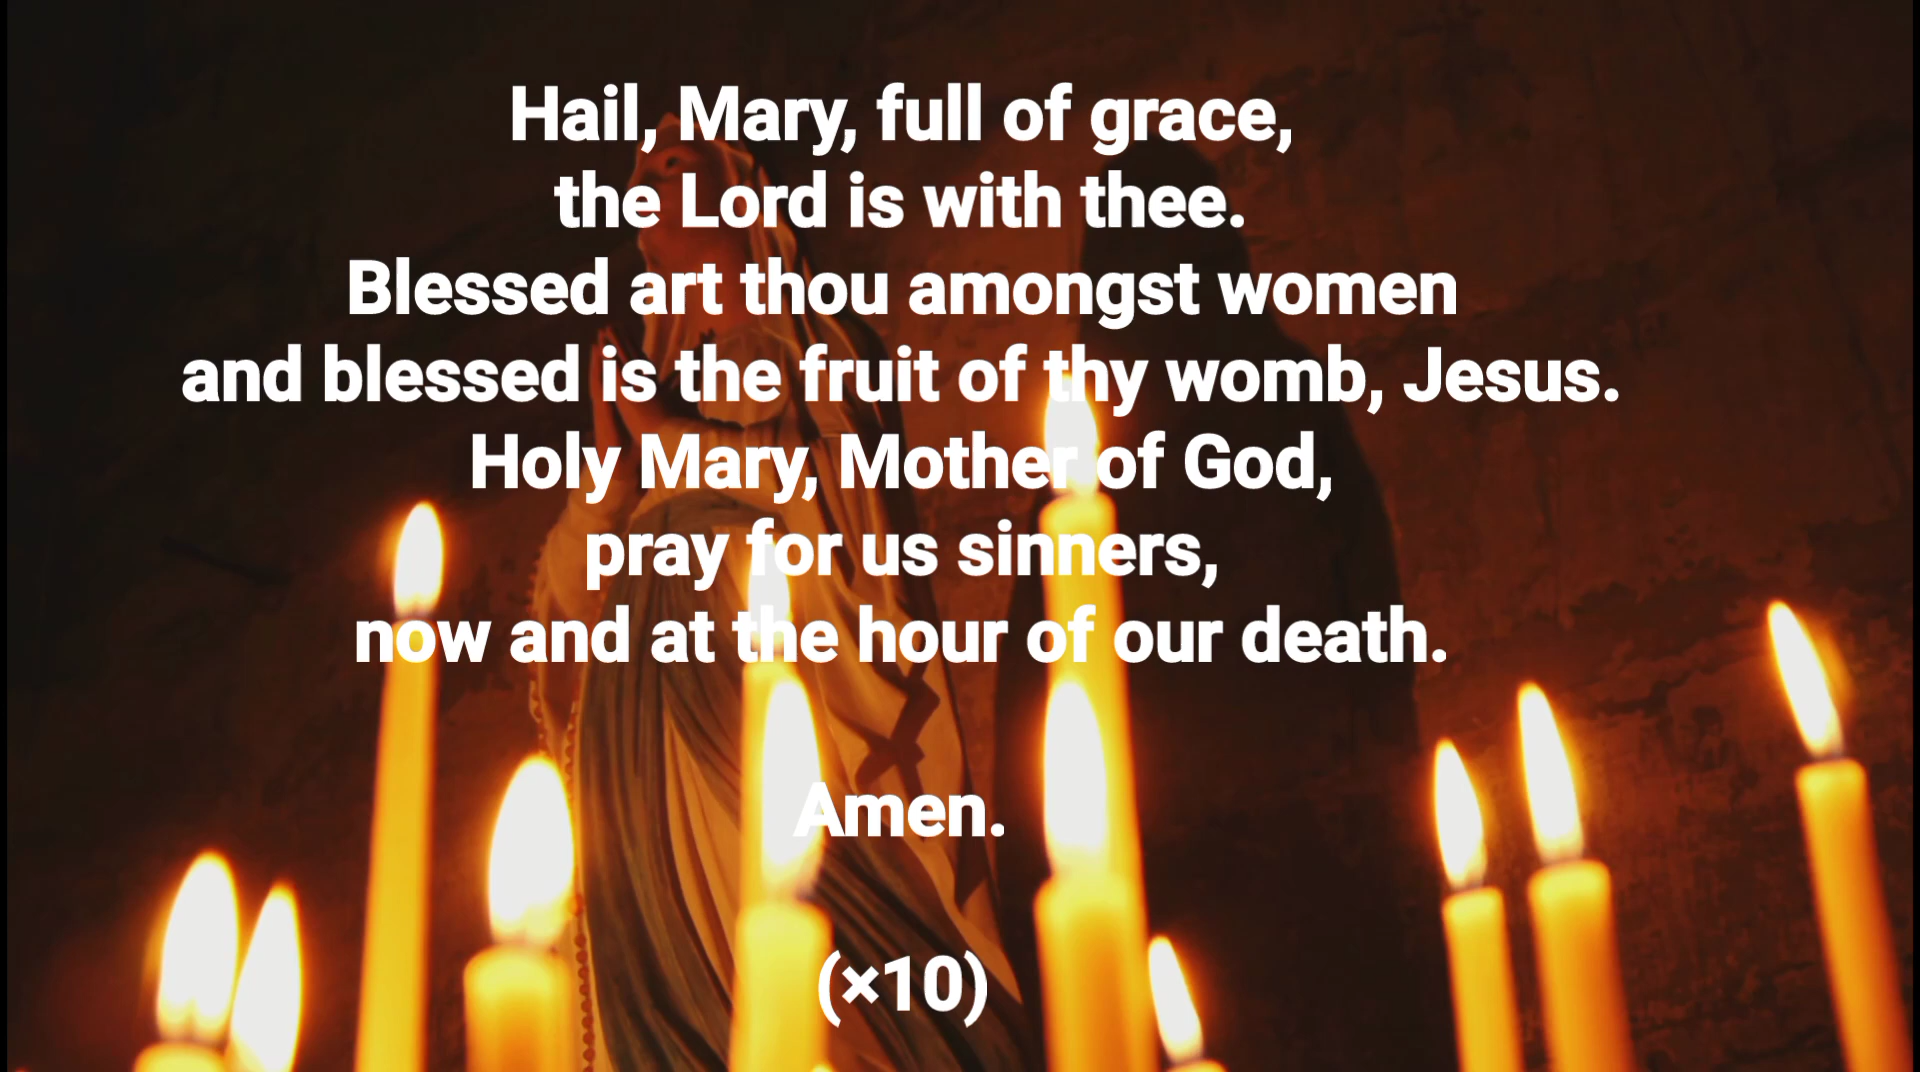 Hail, Mary, full of grace,
the Lord is with thee.
Blessed art thou amongst women
and blessed is the fruit of thy womb, Jesus.
Holy Mary, Mother of God,
pray for us sinners,
now and at the hour of our death.
Amen.
(×10)